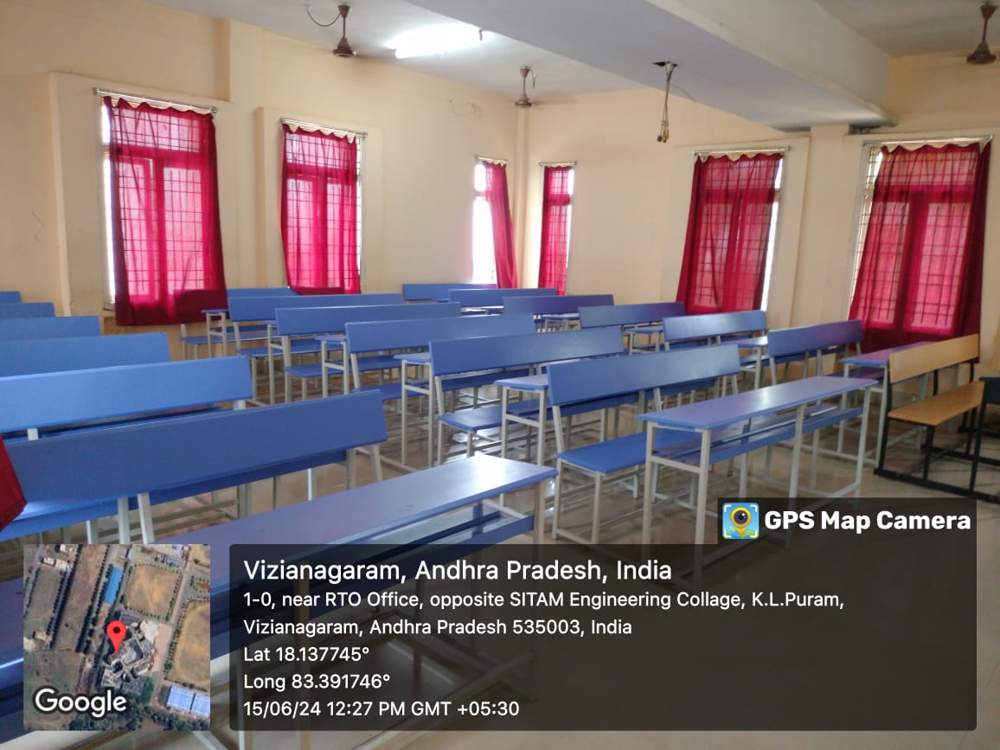 GPS Map Camera
Vizianagaram, Andhra Pradesh, India
1-0, near RTO Office, opposite SITAM Engineering Collage, K.L.Puram,
Vizianagaram, Andhra Pradesh 535003, India
Lat 18.137745°
Long 83.391746°
15/06/24 12:27 PM GMT +05:30
Google